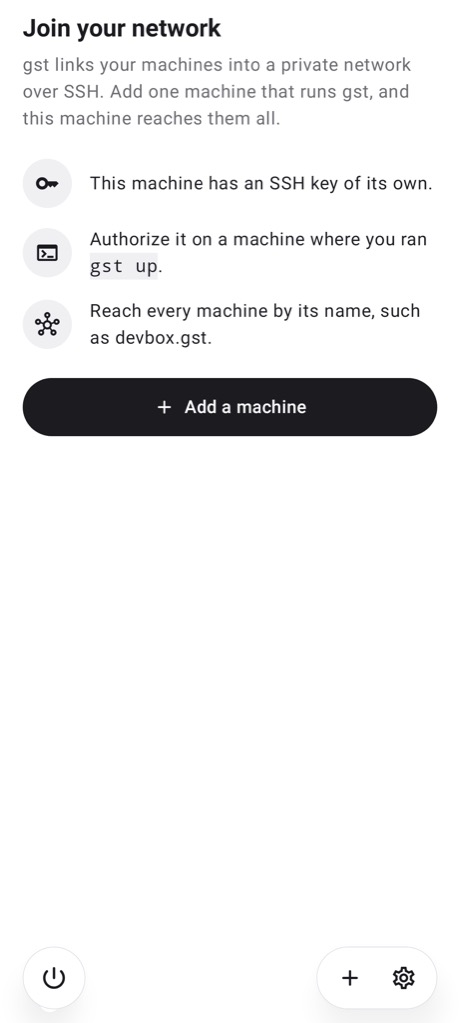 Join your network
gst links your machines into a private network
over SSH. Add one machine that runs gst, and
this machine reaches them all.
This machine has an SSH key of its own.
Authorize it on a machine where you ran
gst up.
Reach every machine by its name, such
as devbox.gst.
Add a machine